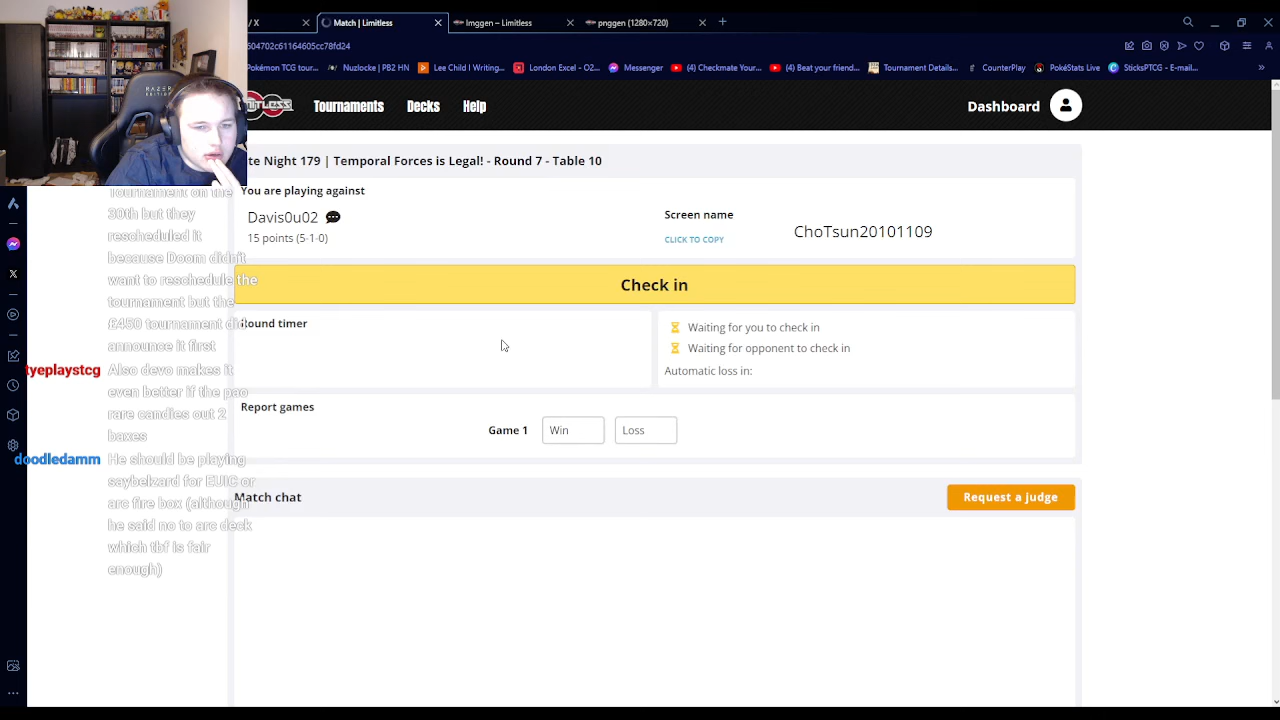 / X
Match | Limitless
Imggen – Limitless
pnggen (1280×720)
604702c61164605cc78fd24
Pokémon TCG tour...
Nuzlocke | PB2 HN
Lee Child | Writing...
London Excel - O2...
Messenger
(4) Checkmate Your...
(4) Beat your friend...
Tournament Details...
CounterPlay
PokéStats Live
SticksPTCG - E-mail...
RAZER
Tournaments
Decks
Help
Dashboard
te Night 179 | Temporal Forces is Legal! - Round 7 - Table 10
You are playing against
Davis0u02
15 points (5-1-0)
Screen name
CLICK TO COPY
ChoTsun20101109
Check in
Round timer
Waiting for you to check in
Waiting for opponent to check in
Automatic loss in:
Report games
Game 1
Win
Loss
Match chat
Request a judge
Tournament on the
30th but they
rescheduled it
because Doom didn't
want to reschedule the
tournament but the
£450 tournament did
announce it first
tyeplaystcg
Also devo makes it
even better if the pao
rare candies out 2
baxes
doodledamm
He should be playing
saybelzard for EUIC or
arc fire box (although
he said no to arc deck
which tbf is fair
enough)